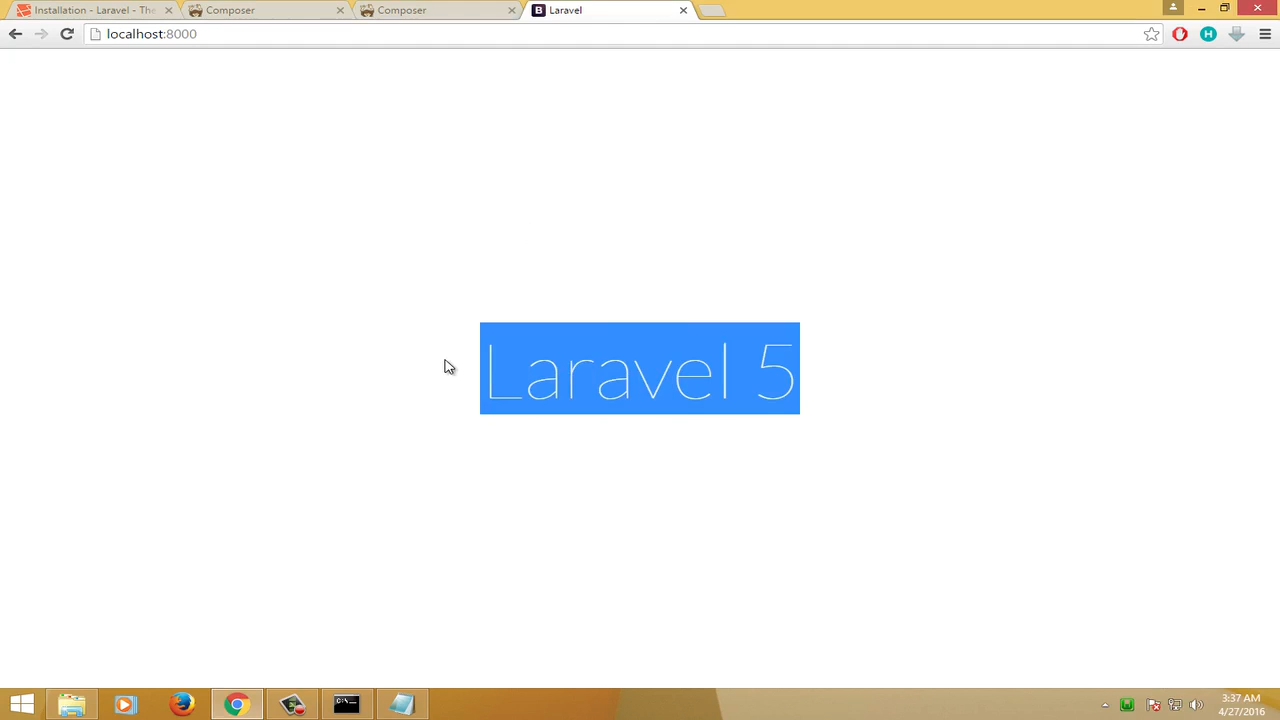 Installation - Laravel - The
Composer
Composer
B Laravel
localhost:8000
H
Laravel 5
C:\_
3:37 AM
4/27/2016